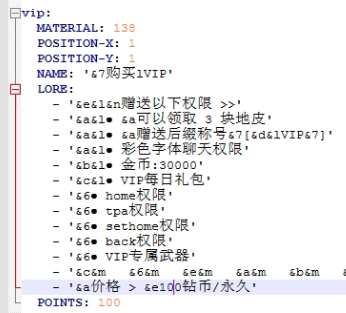 vip:
MATERIAL: 138
POSITION-X: 1
POSITION-Y: 1
NAME: '&7购买lVIP'
LORE:
- '&e&l&n赠送以下权限 >>'
- '&a&l● &a可以领取 3 块地皮'
- '&a&l● &a赠送后缀称号&7[&d&lVIP&7]'
- '&a&l● 彩色字体聊天权限'
- '&b&l● 金币:30000'
- '&c&l● VIP每日礼包'
- '&6● home权限'
- '&6● tpa权限'
- '&6● sethome权限'
- '&6● back权限'
- '&6● VIP专属武器'
- '&c&m &6&m &e&m &a&m &b&m &
- '&a价格 > &e100钻币/永久'
POINTS: 100